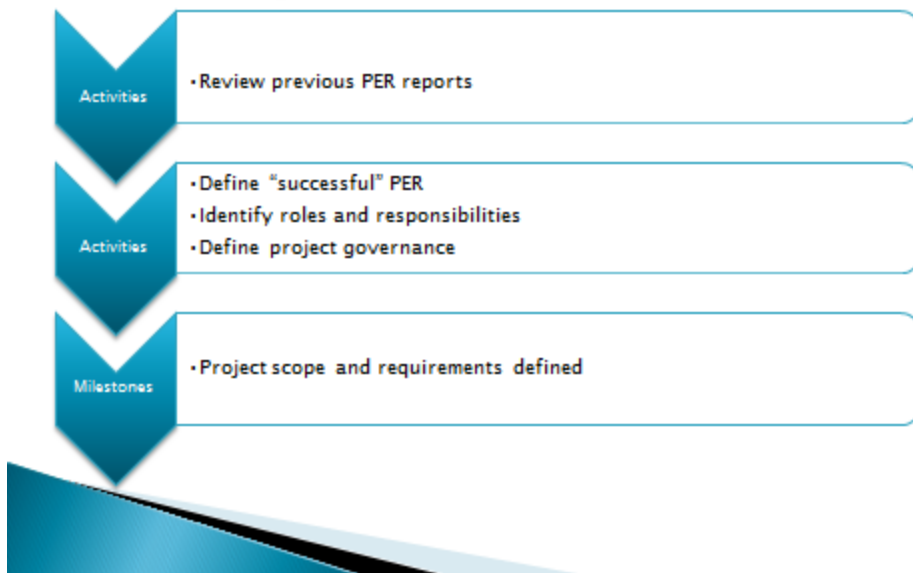 Activities
•Review previous PER reports
Activities
•Define “successful” PER
•Identify roles and responsibilities
•Define project governance
Milestones
•Project scope and requirements defined